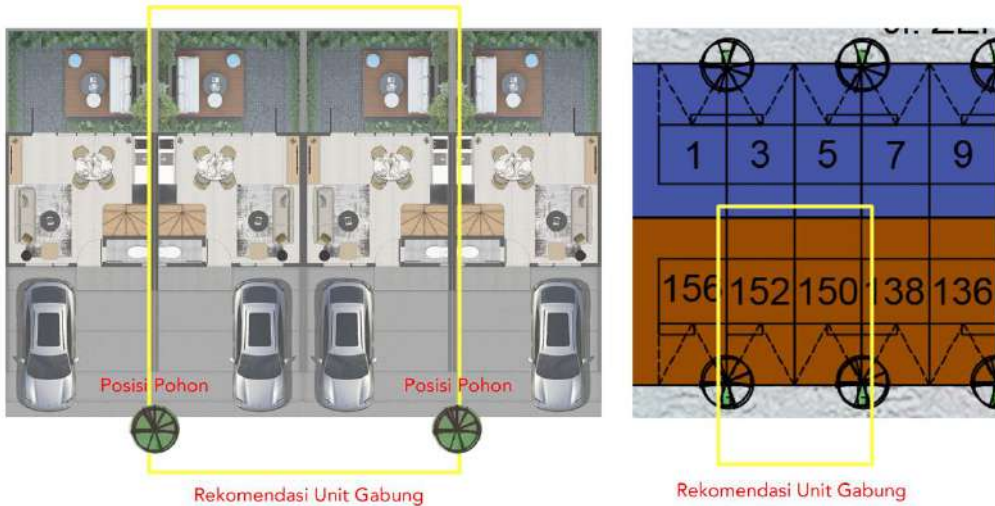 1 3 5 7 9
156 152 150 138 136
Posisi Pohon
Posisi Pohon
Rekomendasi Unit Gabung
Rekomendasi Unit Gabung